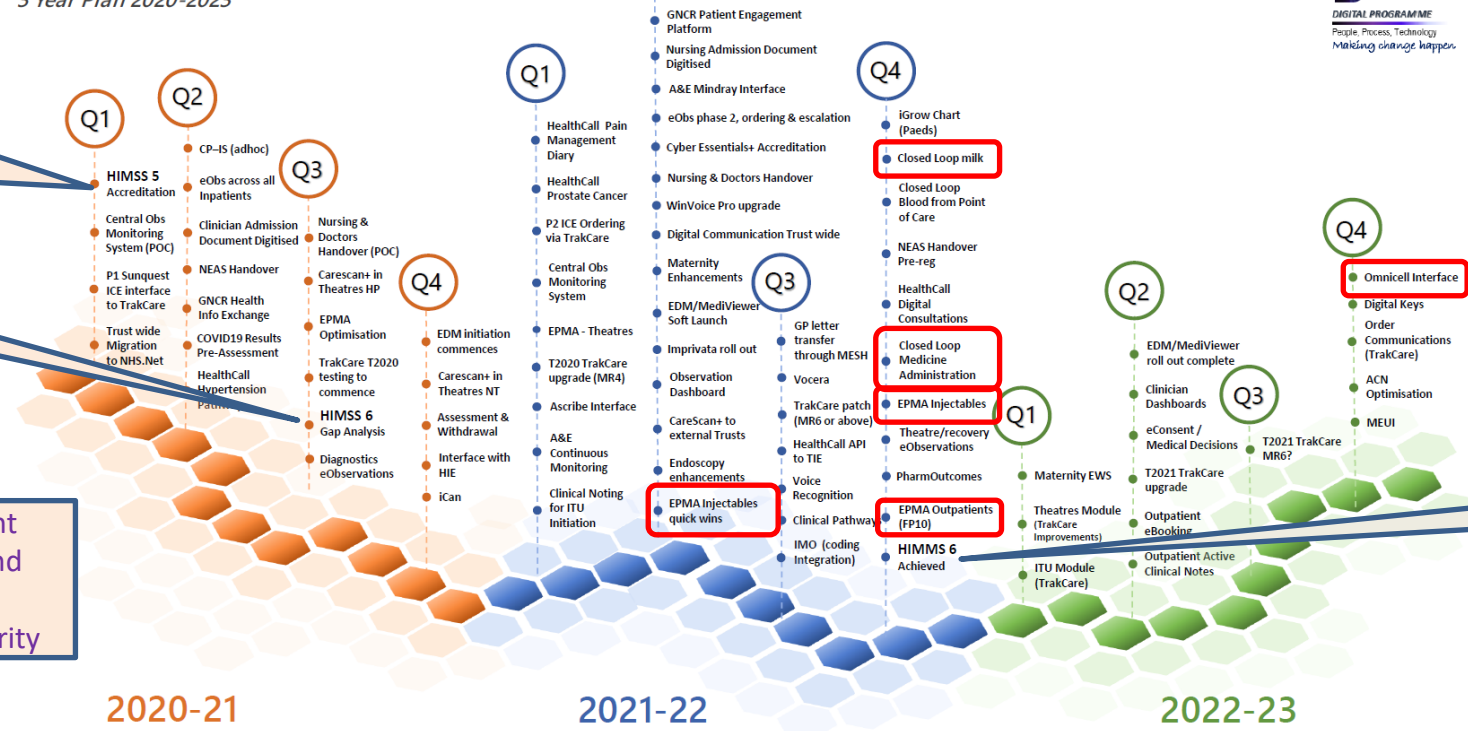 3 Year Plan 2020-2023
DIGITAL PROGRAMME
People, Process, Technology
Making change happen
Q1
HIMSS 5
Accreditation
Central Obs
Monitoring
System (POC)
P1 Sunquest
ICE interface
to TrakCare
Trust wide
Migration
to NHS.Net
Q2
CP–IS (adhoc)
eObs across all
Inpatients
Clinician Admission
Document Digitised
NEAS Handover
GNCR Health
Info Exchange
COVID19 Results
Pre-Assessment
HealthCall
Hypertension
Q3
Nursing &
Doctors
Handover (POC)
Carescan+ in
Theatres HP
EPMA
Optimisation
TrakCare T2020
testing to
commence
HIMSS 6
Gap Analysis
Diagnostics
eObservations
Q4
EDM initiation
commences
Carescan+ in
Theatres NT
Assessment &
Withdrawal
Interface with
HIE
iCan
Q1
HealthCall Pain
Management
Diary
HealthCall
Prostate Cancer
P2 ICE Ordering
via TrakCare
Central Obs
Monitoring
System
EPMA - Theatres
T2020 TrakCare
upgrade (MR4)
Ascribe Interface
A&E
Continuous
Monitoring
Clinical Noting
for ITU
Initiation
GNCR Patient Engagement
Platform
Nursing Admission Document
Digitised
A&E Mindray Interface
eObs phase 2, ordering & escalation
Cyber Essentials+ Accreditation
Nursing & Doctors Handover
WinVoice Pro upgrade
Digital Communication Trust wide
Maternity
Enhancements
EDM/MediViewer
Soft Launch
Imprivata roll out
Observation
Dashboard
CareScan+ to
external Trusts
Endoscopy
enhancements
EPMA Injectables
quick wins
Q3
GP letter
transfer
through MESH
Vocera
TrakCare patch
(MR6 or above)
HealthCall API
to TIE
Voice
Recognition
Clinical Pathways
IMO (coding
Integration)
Q4
iGrow Chart
(Paeds)
Closed Loop milk
Closed Loop
Blood from Point
of Care
NEAS Handover
Pre-reg
HealthCall
Digital
Consultations
Closed Loop
Medicine
Administration
EPMA Injectables
Theatre/recovery
eObservations
PharmOutcomes
EPMA Outpatients
(FP10)
HIMMS 6
Achieved
Q1
Maternity EWS
Theatres Module
(TrakCare
Improvements)
ITU Module
(TrakCare)
Q2
EDM/MediViewer
roll out complete
Clinician
Dashboards
eConsent /
Medical Decisions
T2021 TrakCare
upgrade
Outpatient
eBooking
Outpatient Active
Clinical Notes
Q3
T2021 TrakCare
MR6?
Q4
Omnicell Interface
Digital Keys
Order
Communications
(TrakCare)
ACN
Optimisation
MEUI
nt
nd
rity
2020-21
2021-22
2022-23